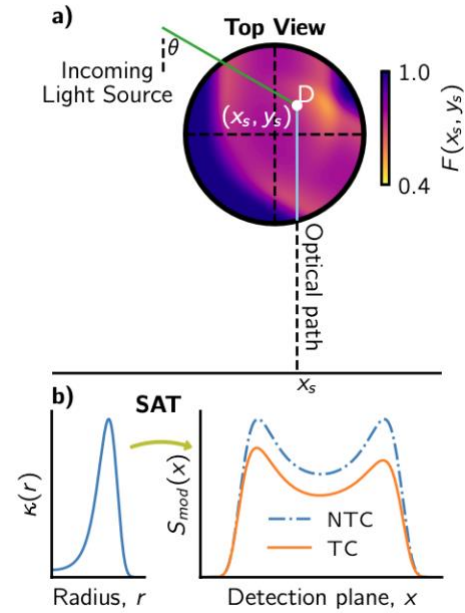 a)
Top View
θ
Incoming
Light Source
D
(x_s, y_s)
1.0
F(x_s, y_s)
0.4
Optical path
x_s
b)
SAT
κ(r)
S_mod(x)
NTC
TC
Radius, r
Detection plane, x